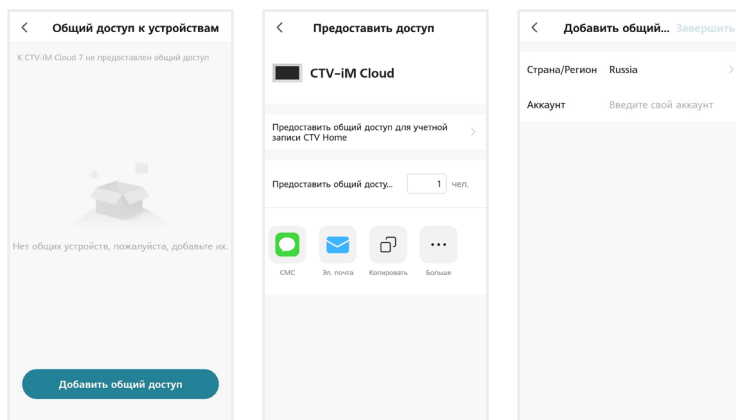 Общий доступ к устройствам
К CTV-iM Cloud 7 не предоставлен общий доступ
Нет общих устройств, пожалуйста, добавьте их.
Добавить общий доступ
Предоставить доступ
CTV-iM Cloud
Предоставить общий доступ для учетной
записи CTV Home
Предоставить общий досту... 1 чел.
СМС Эл. почта Копировать Больше
Добавить общий... Завершить
Страна/Регион Russia
Аккаунт Введите свой аккаунт